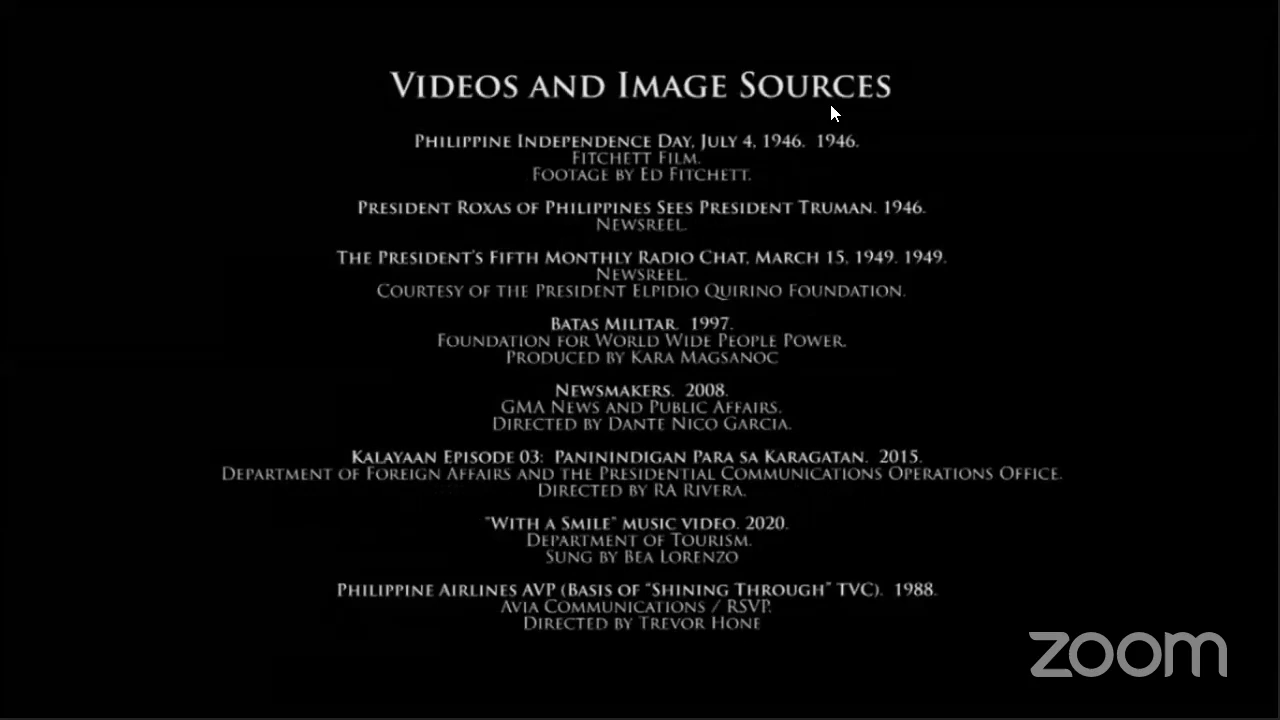 VIDEOS AND IMAGE SOURCES
PHILIPPINE INDEPENDENCE DAY, JULY 4, 1946.  1946.
FITCHETT FILM.
FOOTAGE BY ED FITCHETT.
PRESIDENT ROXAS OF PHILIPPINES SEES PRESIDENT TRUMAN. 1946.
NEWSREEL.
THE PRESIDENT'S FIFTH MONTHLY RADIO CHAT, MARCH 15, 1949. 1949.
NEWSREEL.
COURTESY OF THE PRESIDENT ELPIDIO QUIRINO FOUNDATION.
BATAS MILITAR.  1997.
FOUNDATION FOR WORLD WIDE PEOPLE POWER.
PRODUCED BY KARA MAGSANOC
NEWSMAKERS.  2008.
GMA NEWS AND PUBLIC AFFAIRS.
DIRECTED BY DANTE NICO GARCIA.
KALAYAAN EPISODE 03:  PANININDIGAN PARA SA KARAGATAN.  2015.
DEPARTMENT OF FOREIGN AFFAIRS AND THE PRESIDENTIAL COMMUNICATIONS OPERATIONS OFFICE.
DIRECTED BY RA RIVERA.
"WITH A SMILE" MUSIC VIDEO. 2020.
DEPARTMENT OF TOURISM.
SUNG BY BEA LORENZO
PHILIPPINE AIRLINES AVP (BASIS OF "SHINING THROUGH" TVC).  1988.
AVIA COMMUNICATIONS / RSVP.
DIRECTED BY TREVOR HONE
zoom